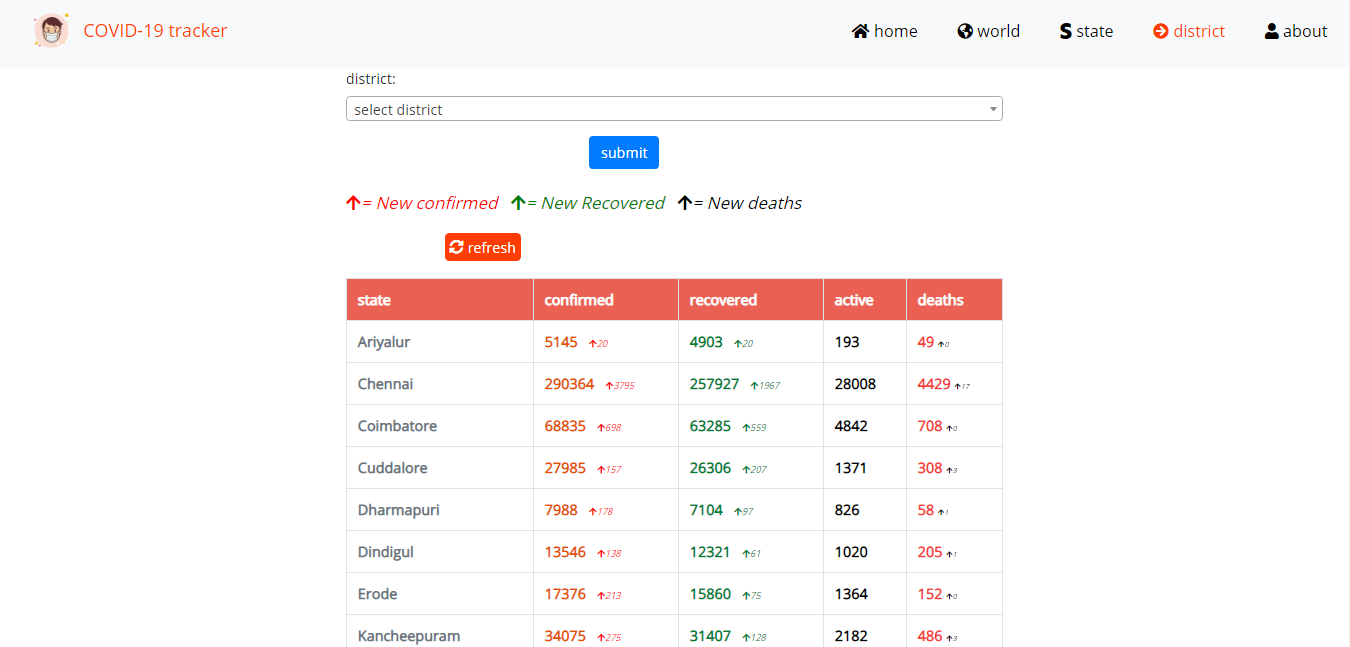 COVID-19 tracker home world state district about
district:
select district
submit
= New confirmed = New Recovered = New deaths
refresh
state confirmed recovered active deaths
Ariyalur 5145 20 4903 20 193 49 0
Chennai 290364 3795 257927 1967 28008 4429 17
Coimbatore 68835 698 63285 559 4842 708 0
Cuddalore 27985 157 26306 207 1371 308 3
Dharmapuri 7988 178 7104 97 826 58 1
Dindigul 13546 138 12321 61 1020 205 1
Erode 17376 213 15860 75 1364 152 0
Kancheepuram 34075 275 31407 128 2182 486 3